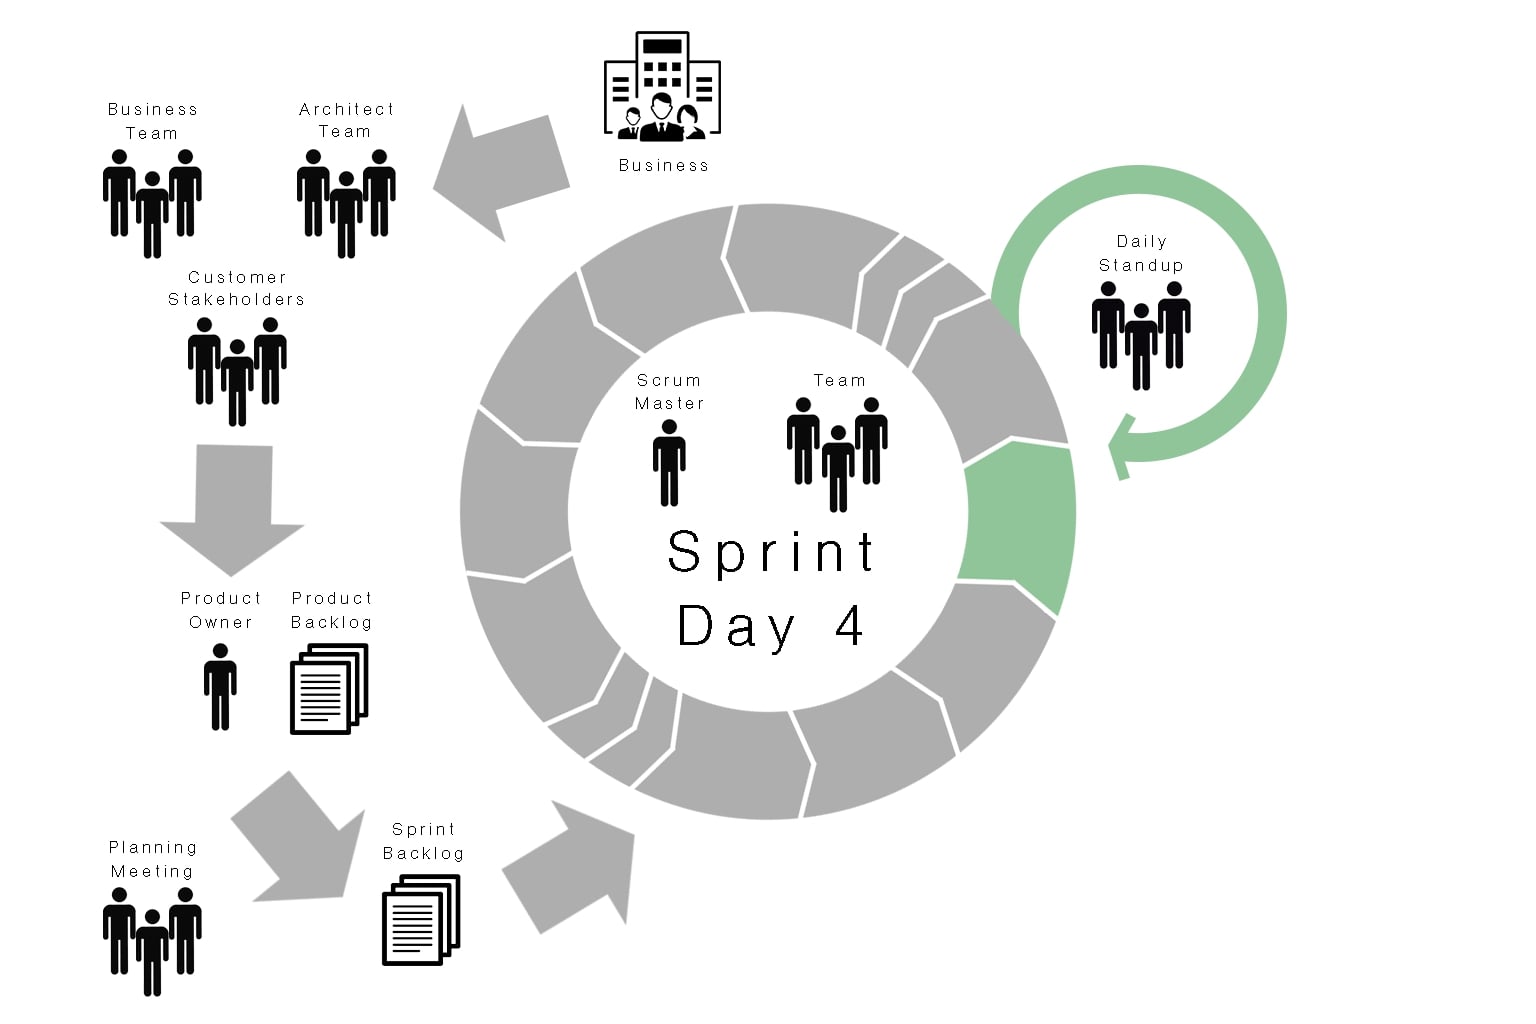 Business
Business
Team
Architect
Team
Customer
Stakeholders
Daily
Standup
Scrum
Master
Team
Sprint
Day 4
Product
Owner
Product
Backlog
Sprint
Backlog
Planning
Meeting